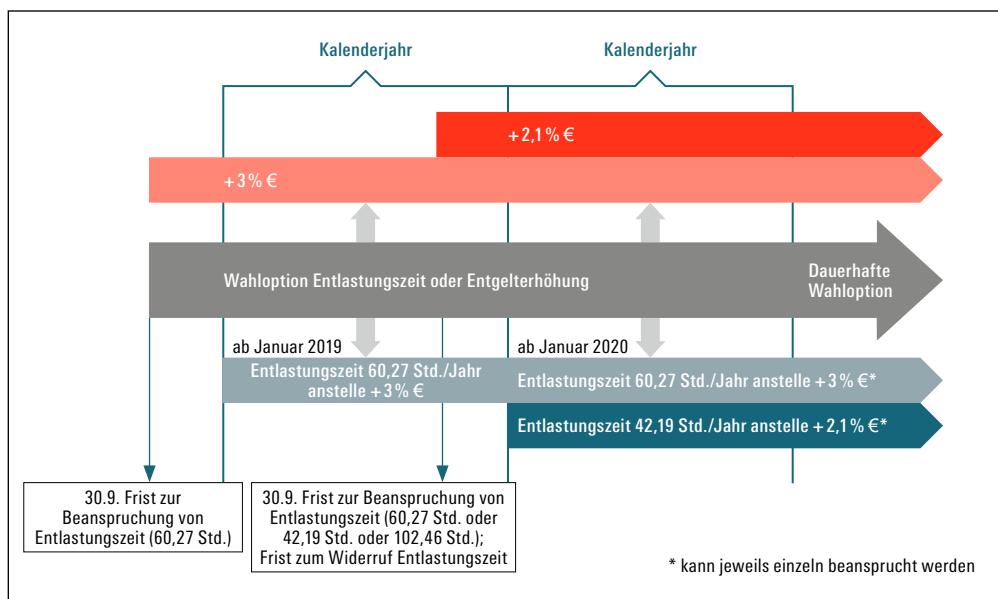 Kalenderjahr
Kalenderjahr
+2,1% €
+3% €
Wahloption Entlastungszeit oder Entgelterhöhung
Dauerhafte
Wahloption
ab Januar 2019
ab Januar 2020
Entlastungszeit 60,27 Std./Jahr
anstelle +3% €
Entlastungszeit 60,27 Std./Jahr anstelle +3% €*
Entlastungszeit 42,19 Std./Jahr anstelle +2,1% €*
30.9. Frist zur
Beanspruchung von
Entlastungszeit (60,27 Std.)
30.9. Frist zur Beanspruchung von
Entlastungszeit (60,27 Std. oder
42,19 Std. oder 102,46 Std.);
Frist zum Widerruf Entlastungszeit
* kann jeweils einzeln beansprucht werden